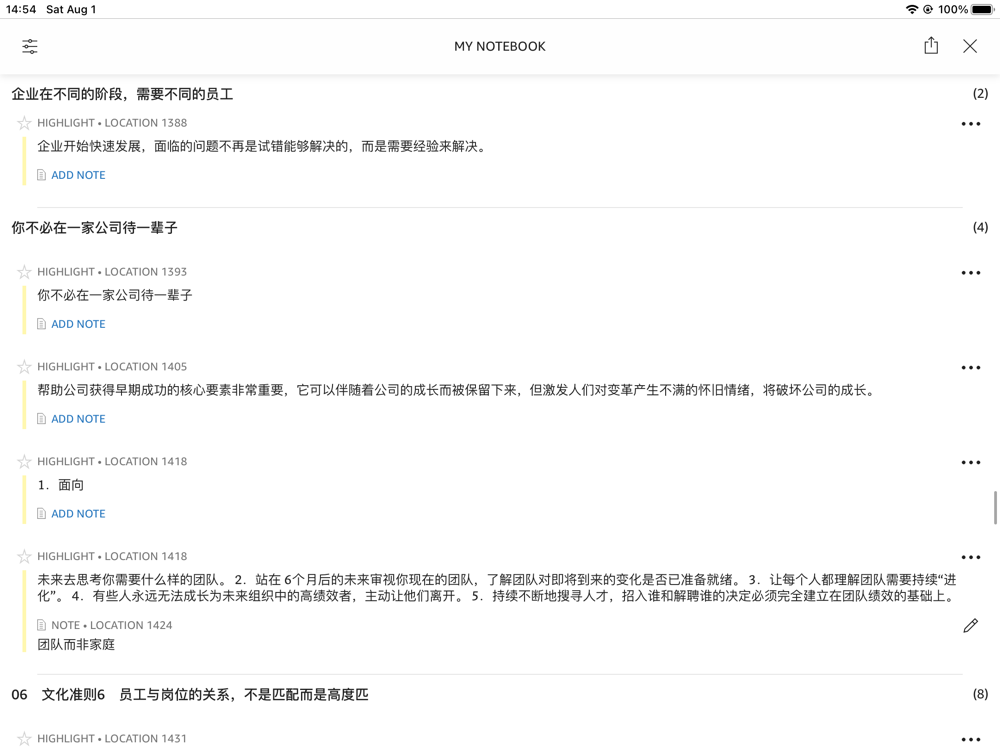 14:54 Sat Aug 1 100%
MY NOTEBOOK
企业在不同的阶段，需要不同的员工 (2)
HIGHLIGHT • LOCATION 1388
企业开始快速发展，面临的问题不再是试错能够解决的，而是需要经验来解决。
ADD NOTE
你不必在一家公司待一辈子 (4)
HIGHLIGHT • LOCATION 1393
你不必在一家公司待一辈子
ADD NOTE
HIGHLIGHT • LOCATION 1405
帮助公司获得早期成功的核心要素非常重要，它可以伴随着公司的成长而被保留下来，但激发人们对变革产生不满的怀旧情绪，将破坏公司的成长。
ADD NOTE
HIGHLIGHT • LOCATION 1418
1．面向
ADD NOTE
HIGHLIGHT • LOCATION 1418
未来去思考你需要什么样的团队。 2．站在 6个月后的未来审视你现在的团队，了解团队对即将到来的变化是否已准备就绪。 3．让每个人都理解团队需要持续“进
化”。 4．有些人永远无法成长为未来组织中的高绩效者，主动让他们离开。 5．持续不断地搜寻人才，招入谁和解聘谁的决定必须完全建立在团队绩效的基础上。
NOTE • LOCATION 1424
团队而非家庭
06　文化准则6　员工与岗位的关系，不是匹配而是高度匹 (8)
HIGHLIGHT • LOCATION 1431